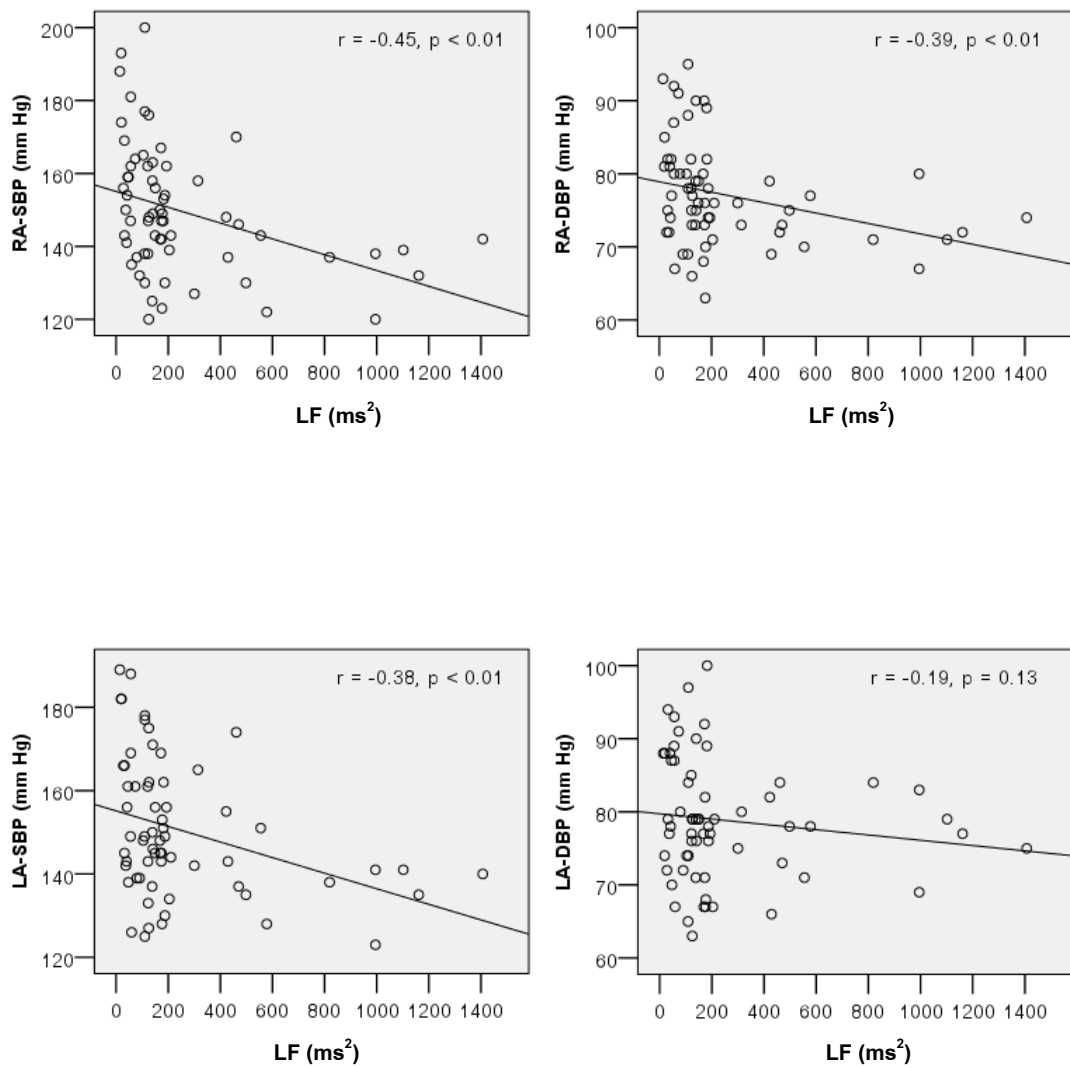 r = -0.45, p < 0.01
RA-SBP (mm Hg)
200
180
160
140
120
0 200 400 600 800 1000 1200 1400
LF (ms²)
r = -0.39, p < 0.01
RA-DBP (mm Hg)
100
90
80
70
60
0 200 400 600 800 1000 1200 1400
LF (ms²)
r = -0.38, p < 0.01
LA-SBP (mm Hg)
180
160
140
120
0 200 400 600 800 1000 1200 1400
LF (ms²)
r = -0.19, p = 0.13
LA-DBP (mm Hg)
100
90
80
70
60
0 200 400 600 800 1000 1200 1400
LF (ms²)